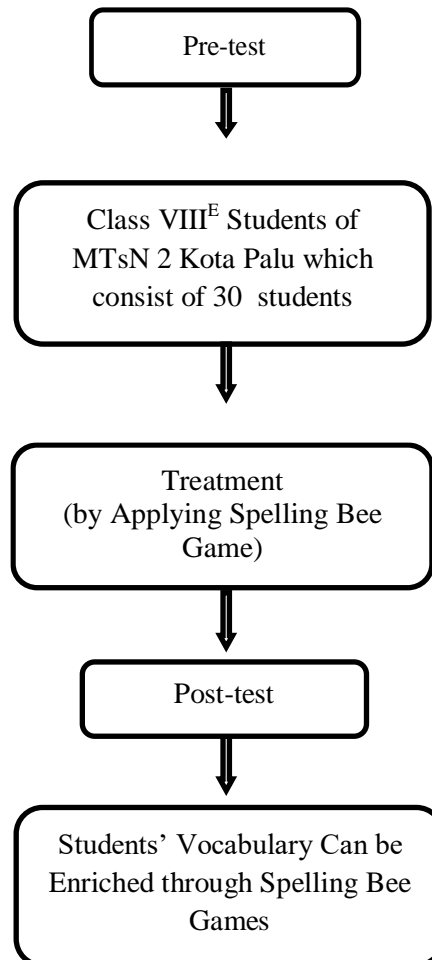 Pre-test
Class VIII^E Students of
MTsN 2 Kota Palu which
consist of 30 students
Treatment
(by Applying Spelling Bee
Game)
Post-test
Students’ Vocabulary Can be
Enriched through Spelling Bee
Games